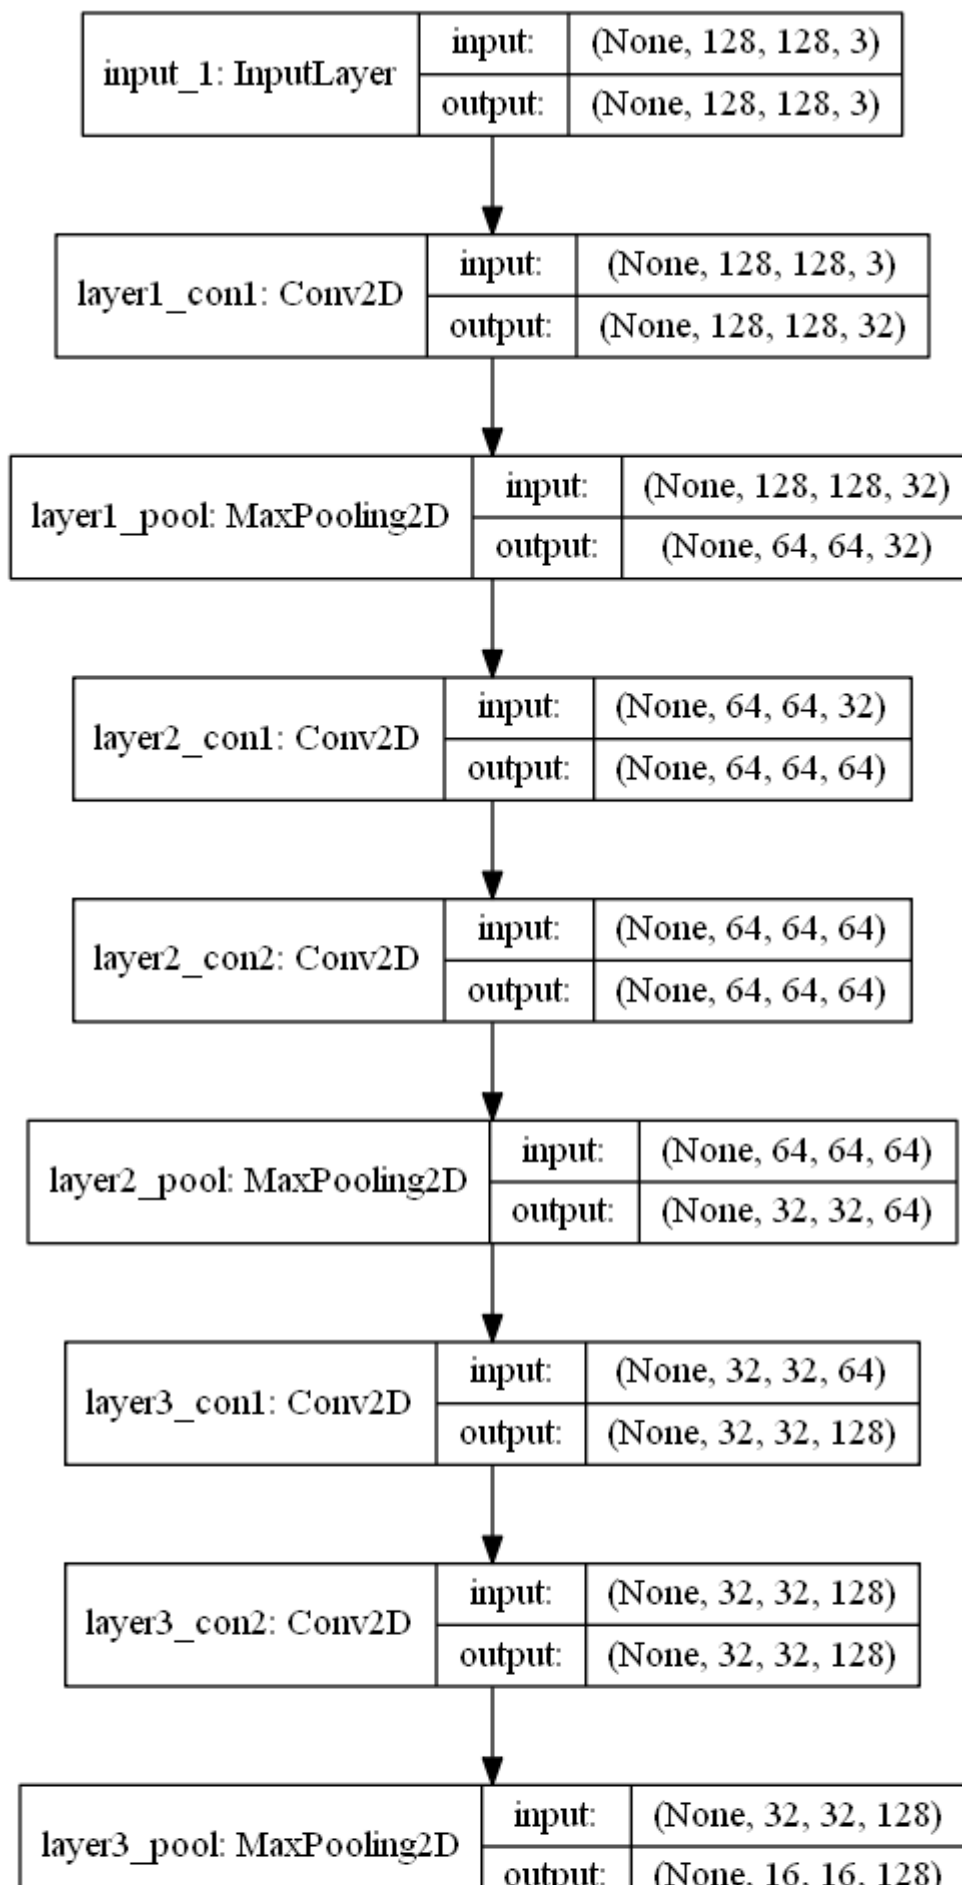 input_1: InputLayer
input: (None, 128, 128, 3)
output: (None, 128, 128, 3)
layer1_con1: Conv2D
input: (None, 128, 128, 3)
output: (None, 128, 128, 32)
layer1_pool: MaxPooling2D
input: (None, 128, 128, 32)
output: (None, 64, 64, 32)
layer2_con1: Conv2D
input: (None, 64, 64, 32)
output: (None, 64, 64, 64)
layer2_con2: Conv2D
input: (None, 64, 64, 64)
output: (None, 64, 64, 64)
layer2_pool: MaxPooling2D
input: (None, 64, 64, 64)
output: (None, 32, 32, 64)
layer3_con1: Conv2D
input: (None, 32, 32, 64)
output: (None, 32, 32, 128)
layer3_con2: Conv2D
input: (None, 32, 32, 128)
output: (None, 32, 32, 128)
layer3_pool: MaxPooling2D
input: (None, 32, 32, 128)
output: (None, 16, 16, 128)